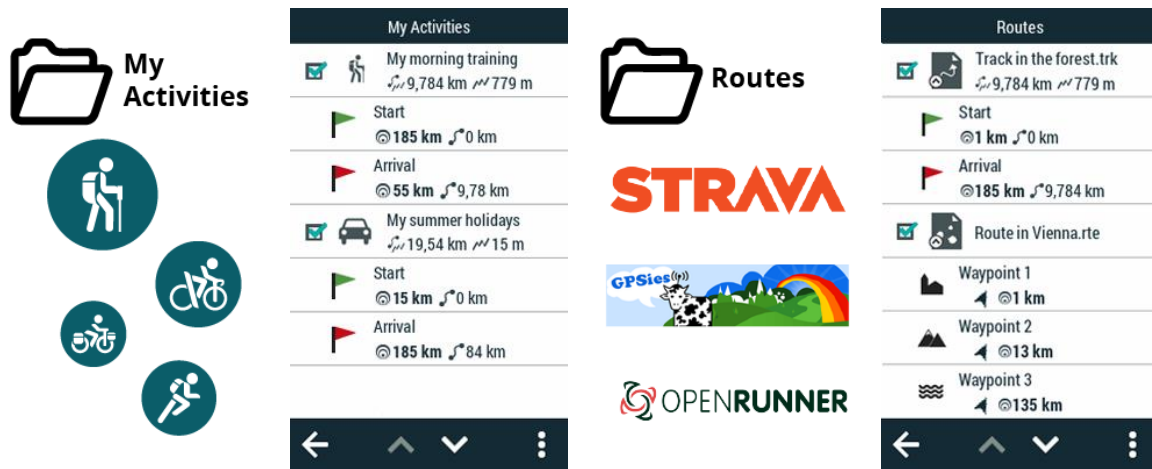 My
Activities
My Activities
My morning training
9,784 km 779 m
Start
185 km 0 km
Arrival
55 km 9,78 km
My summer holidays
19,54 km 15 m
Start
15 km 0 km
Arrival
185 km 84 km
Routes
STRAVA
GPSies
OPENRUNNER
Routes
Track in the forest.trk
9,784 km 779 m
Start
1 km 0 km
Arrival
185 km 9,784 km
Route in Vienna.rte
Waypoint 1
1 km
Waypoint 2
13 km
Waypoint 3
135 km